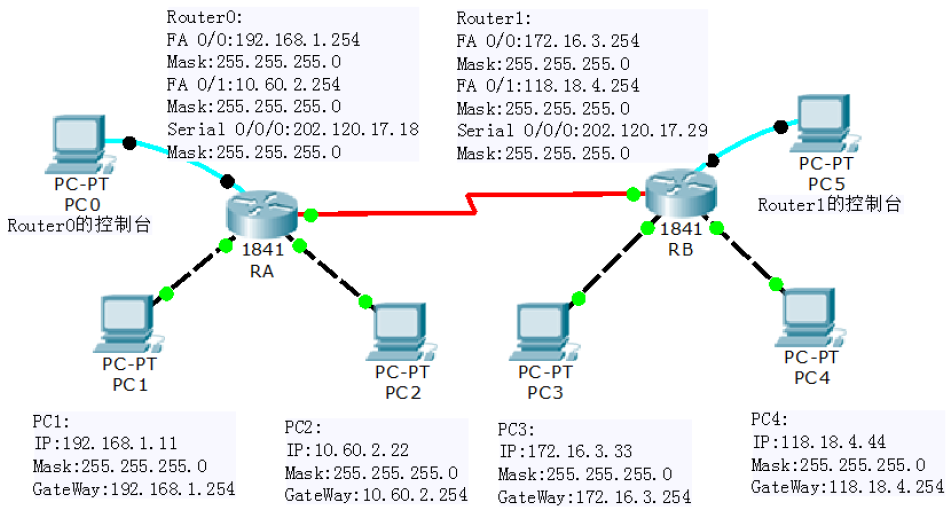 Router0:
FA 0/0:192.168.1.254
Mask:255.255.255.0
FA 0/1:10.60.2.254
Mask:255.255.255.0
Serial 0/0/0:202.120.17.18
Mask:255.255.255.0
Router1:
FA 0/0:172.16.3.254
Mask:255.255.255.0
FA 0/1:118.18.4.254
Mask:255.255.255.0
Serial 0/0/0:202.120.17.29
Mask:255.255.255.0
PC-PT
PC0
Router0的控制台
PC-PT
PC5
Router1的控制台
1841
RA
1841
RB
PC-PT
PC1
PC-PT
PC2
PC-PT
PC3
PC-PT
PC4
PC1:
IP:192.168.1.11
Mask:255.255.255.0
GateWay:192.168.1.254
PC2:
IP:10.60.2.22
Mask:255.255.255.0
GateWay:10.60.2.254
PC3:
IP:172.16.3.33
Mask:255.255.255.0
GateWay:172.16.3.254
PC4:
IP:118.18.4.44
Mask:255.255.255.0
GateWay:118.18.4.254